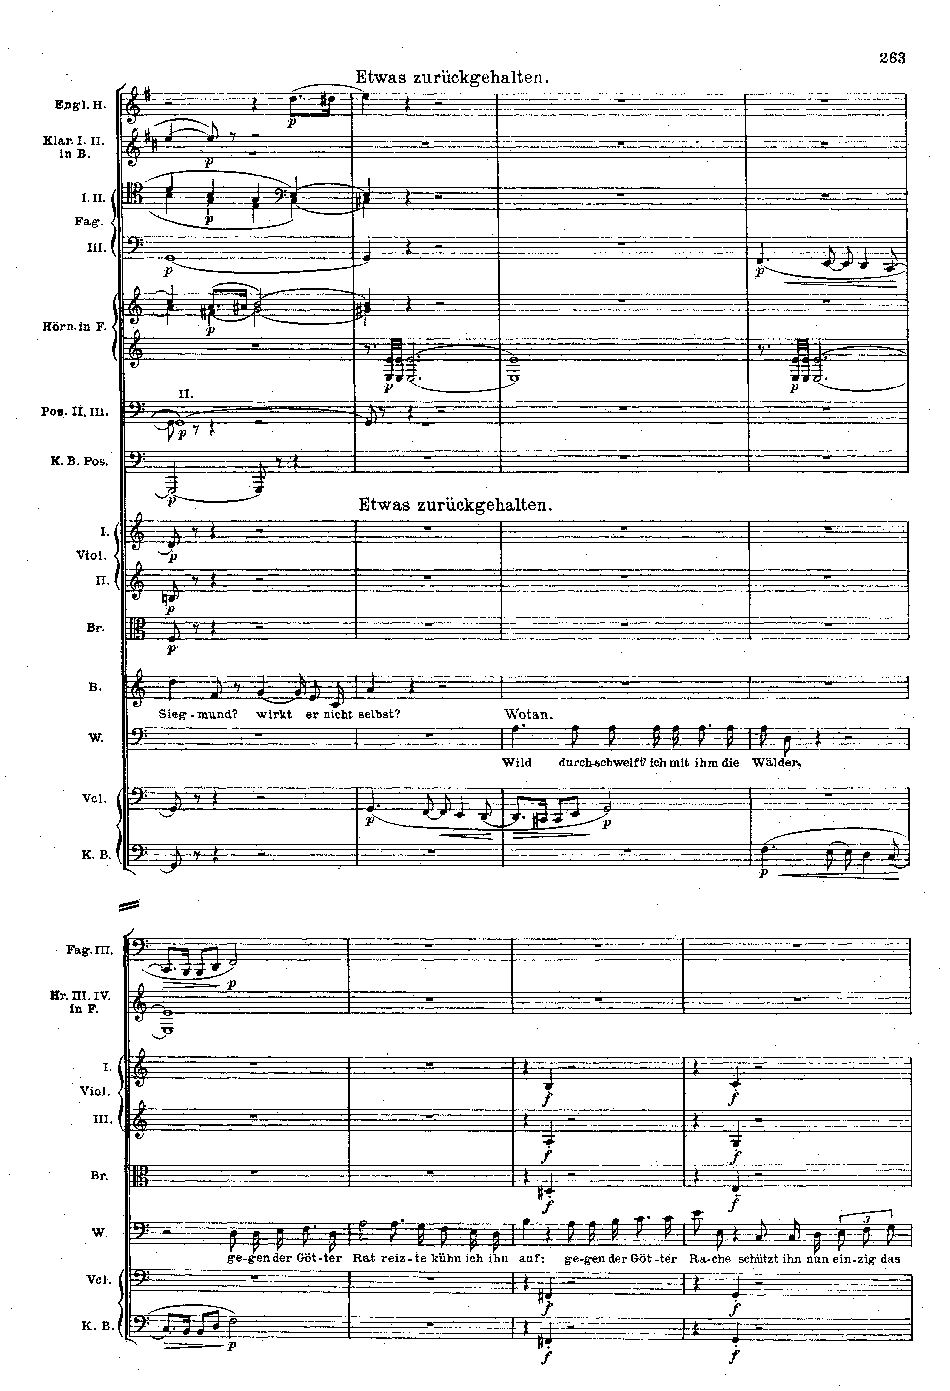 263
Etwas zurückgehalten.
Engl. H.
Klar. I. II.
in B.
p
I. II.
Fag.
p
III.
p
p
Hörn. in F.
p
p
p
II.
Pos. II, III.
p
K. B. Pos.
p
Etwas zurückgehalten.
I.
Viol.
p
II.
p
Br.
p
B.
Sieg-mund? wirkt er nicht selbst?
Wotan.
W.
Wild durch-schweift' ich mit ihm die Wälder,
Vcl.
p
p
K. B.
p
Fag. III.
p
Hr. III. IV.
in F.
I.
Viol.
f
f
III.
f
f
Br.
f
f
W.
3
ge-gen der Göt-ter Rat reiz-te kühn ich ihn auf: ge-gen der Göt-ter Ra-che schützt ihn nun ein-zig das
Vcl.
f
f
K. B.
p
f
f